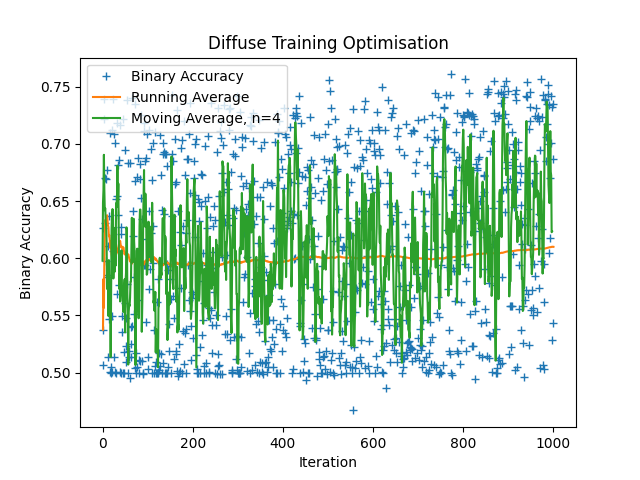 Diffuse Training Optimisation
Binary Accuracy
Running Average
Moving Average, n=4
Binary Accuracy
0.75
0.70
0.65
0.60
0.55
0.50
0 200 400 600 800 1000
Iteration